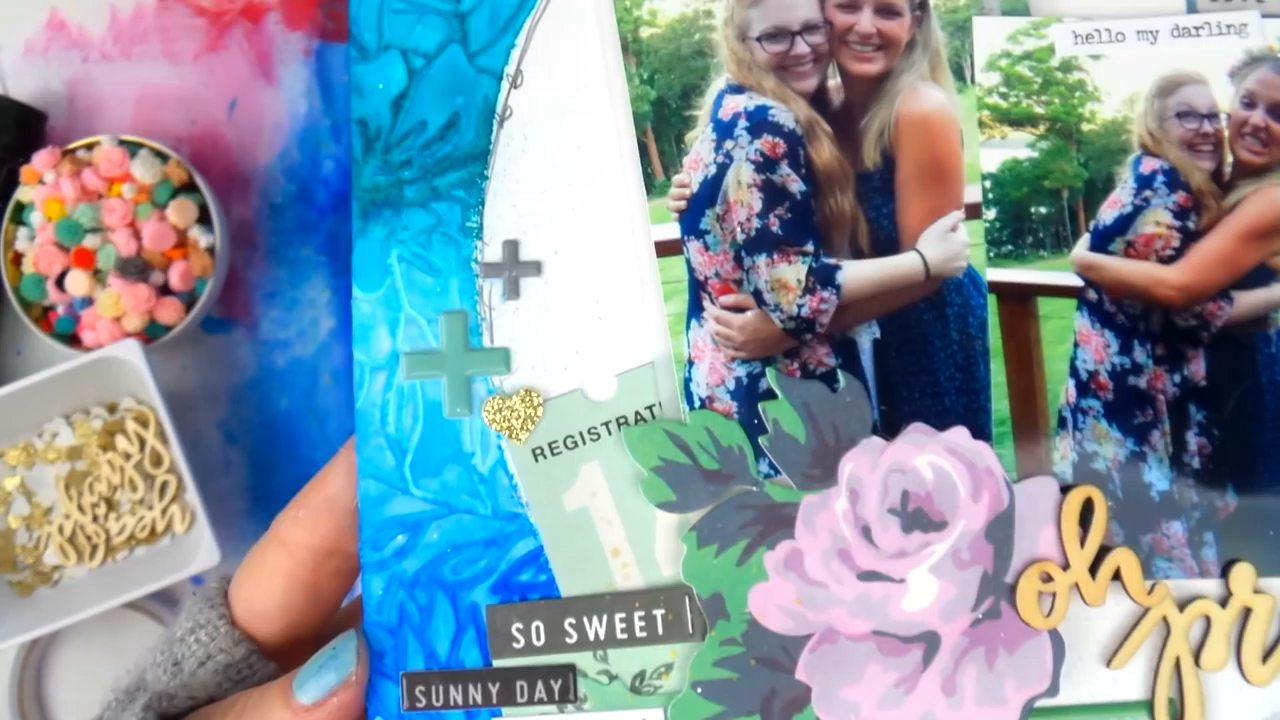 hello my darling
REGISTRAT
1
SO SWEET
SUNNY DAY
oh
pr